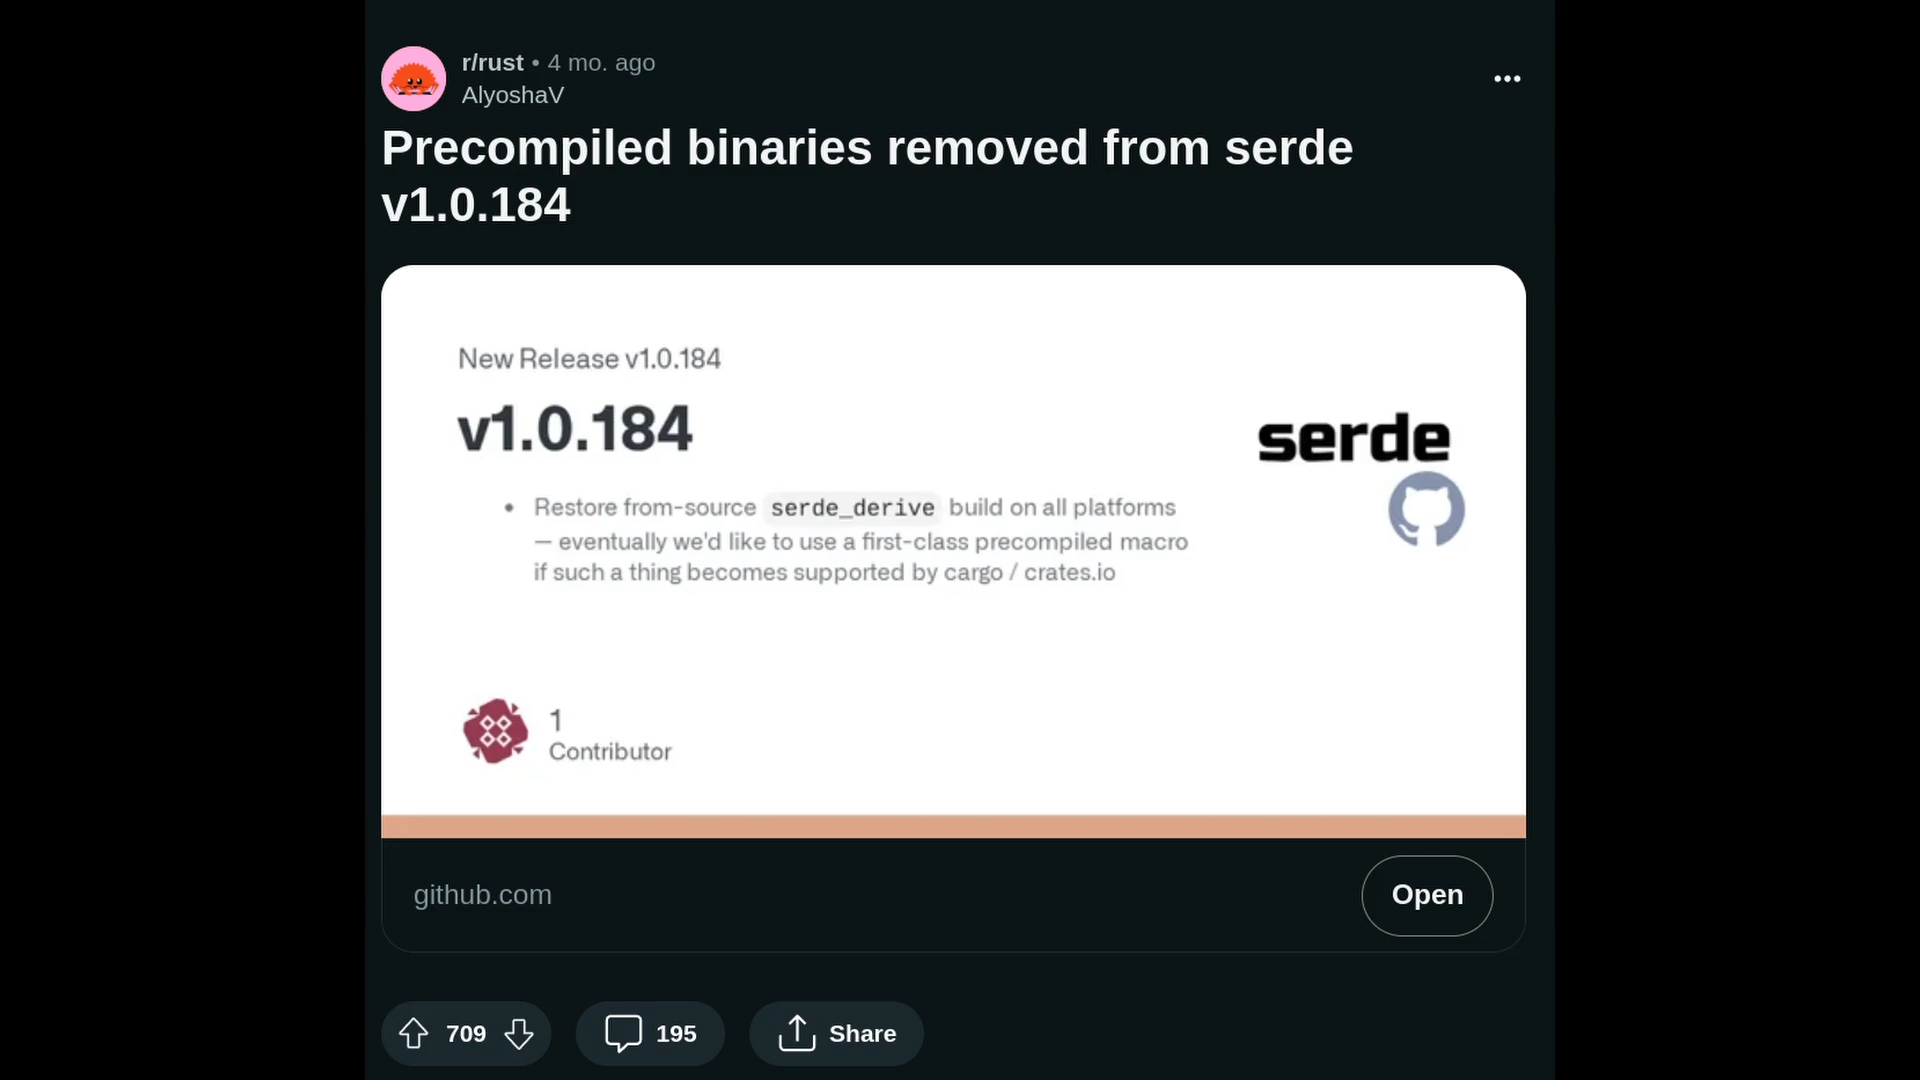 r/rust • 4 mo. ago
AlyoshaV
Precompiled binaries removed from serde
v1.0.184
New Release v1.0.184
v1.0.184
serde
• Restore from-source serde_derive build on all platforms
— eventually we'd like to use a first-class precompiled macro
if such a thing becomes supported by cargo / crates.io
1
Contributor
github.com
Open
709
195
Share